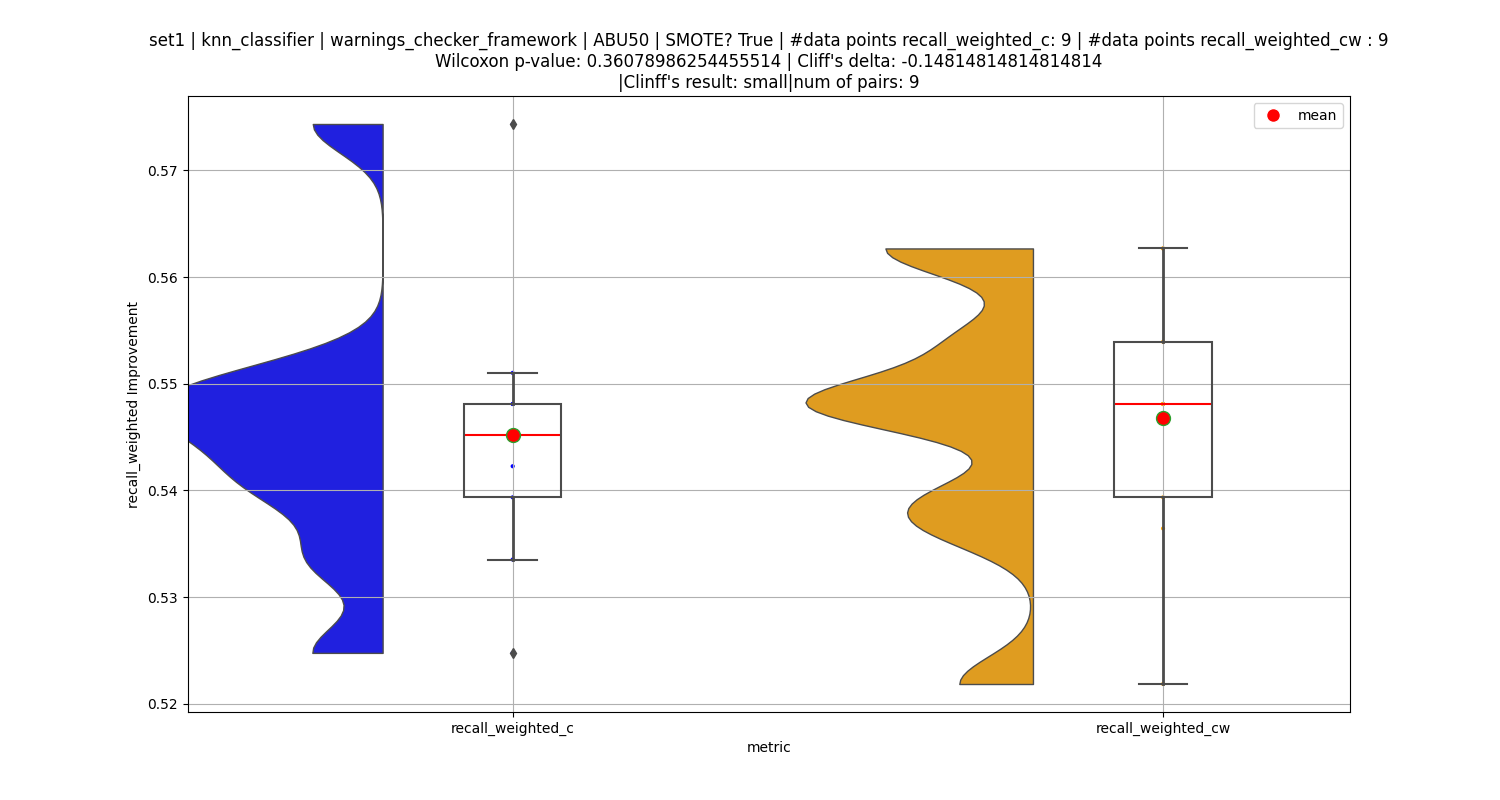 set1 | knn_classifier | warnings_checker_framework | ABU50 | SMOTE? True | #data points recall_weighted_c: 9 | #data points recall_weighted_cw : 9
Wilcoxon p-value: 0.36078986254455514 | Cliff's delta: -0.14814814814814814
|Clinff's result: small|num of pairs: 9
mean
0.57
0.56
0.55
0.54
0.53
0.52
recall_weighted Improvement
recall_weighted_c
recall_weighted_cw
metric